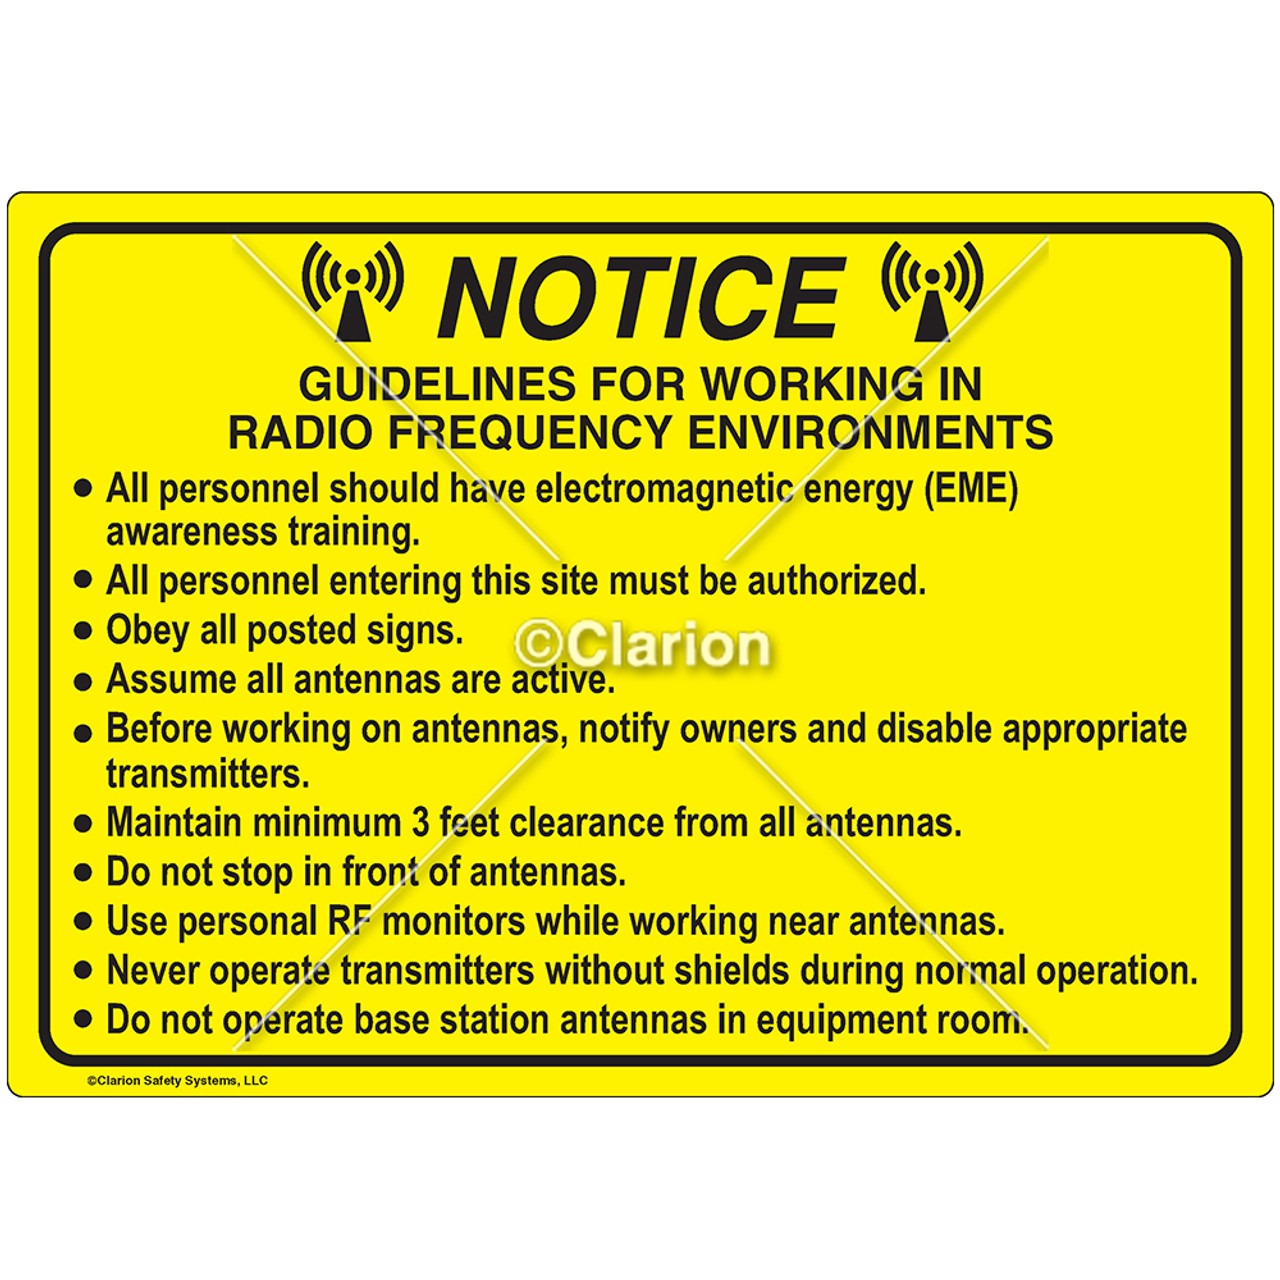 NOTICE
GUIDELINES FOR WORKING IN
RADIO FREQUENCY ENVIRONMENTS
• All personnel should have electromagnetic energy (EME)
awareness training.
• All personnel entering this site must be authorized.
• Obey all posted signs.
©Clarion
• Assume all antennas are active.
• Before working on antennas, notify owners and disable appropriate
transmitters.
• Maintain minimum 3 feet clearance from all antennas.
• Do not stop in front of antennas.
• Use personal RF monitors while working near antennas.
• Never operate transmitters without shields during normal operation.
• Do not operate base station antennas in equipment room.
©Clarion Safety Systems, LLC